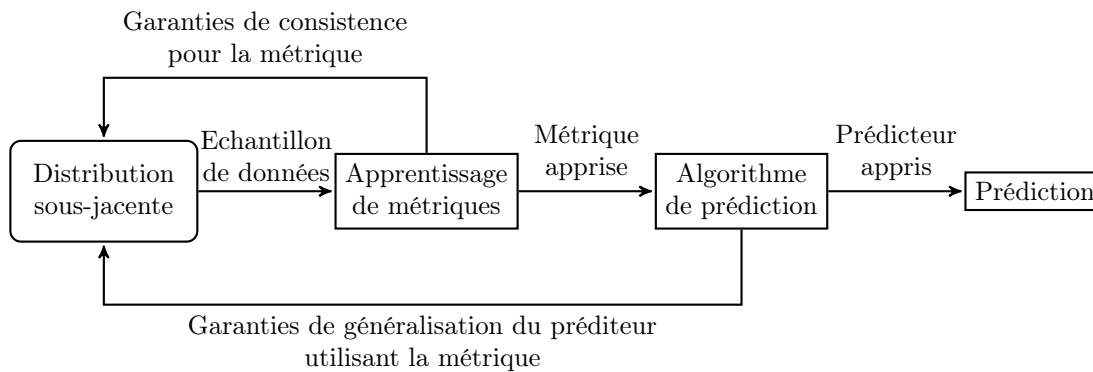 Garanties de consistence
pour la métrique
Echantillon
de données
Métrique
apprise
Prédicteur
appris
Distribution
sous-jacente
Apprentissage
de métriques
Algorithme
de prédiction
Prédiction
Garanties de généralisation du préditeur
utilisant la métrique